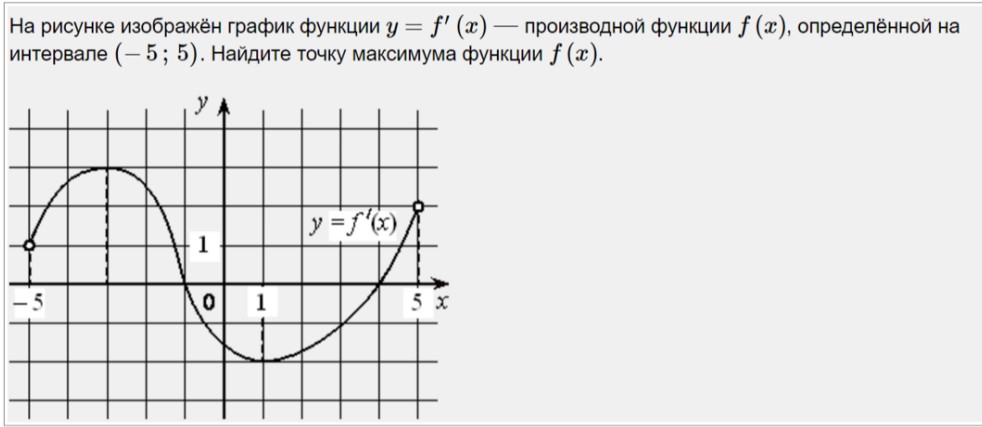 На рисунке изображён график функции y = f′ (x) — производной функции f (x), определённой на
интервале (− 5 ; 5). Найдите точку максимума функции f (x).
y
y = f′(x)
1
− 5
0
1
5
x